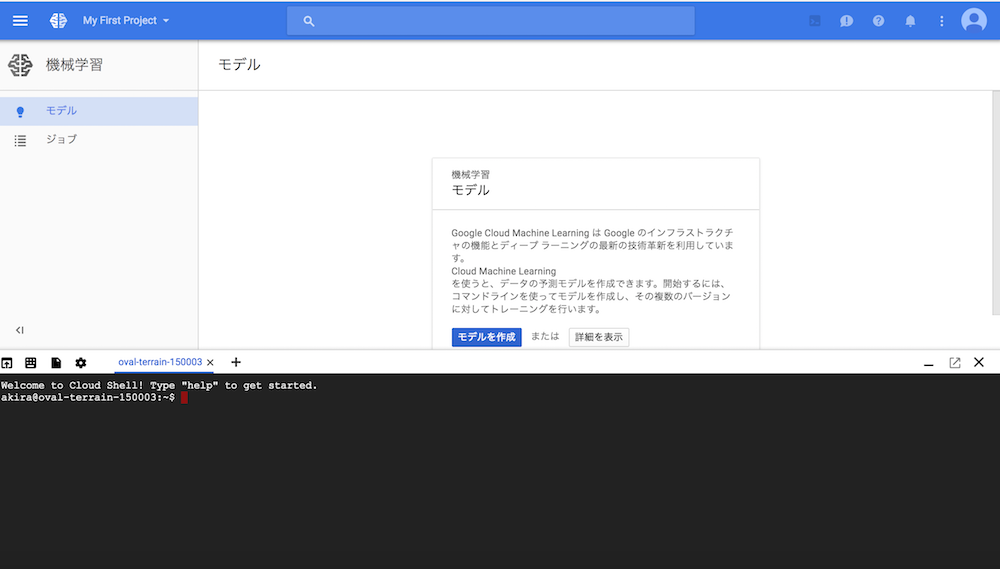 My First Project
機械学習
モデル
モデル
ジョブ
機械学習
モデル
Google Cloud Machine Learning は Google のインフラストラクチ
ャの機能とディープ ラーニングの最新の技術革新を利用していま
す。
Cloud Machine Learning
を使うと、データの予測モデルを作成できます。開始するには、
コマンドラインを使ってモデルを作成し、その複数のバージョン
に対してトレーニングを行います。
モデルを作成 または 詳細を表示
oval-terrain-150003
Welcome to Cloud Shell! Type "help" to get started.
akira@oval-terrain-150003:~$